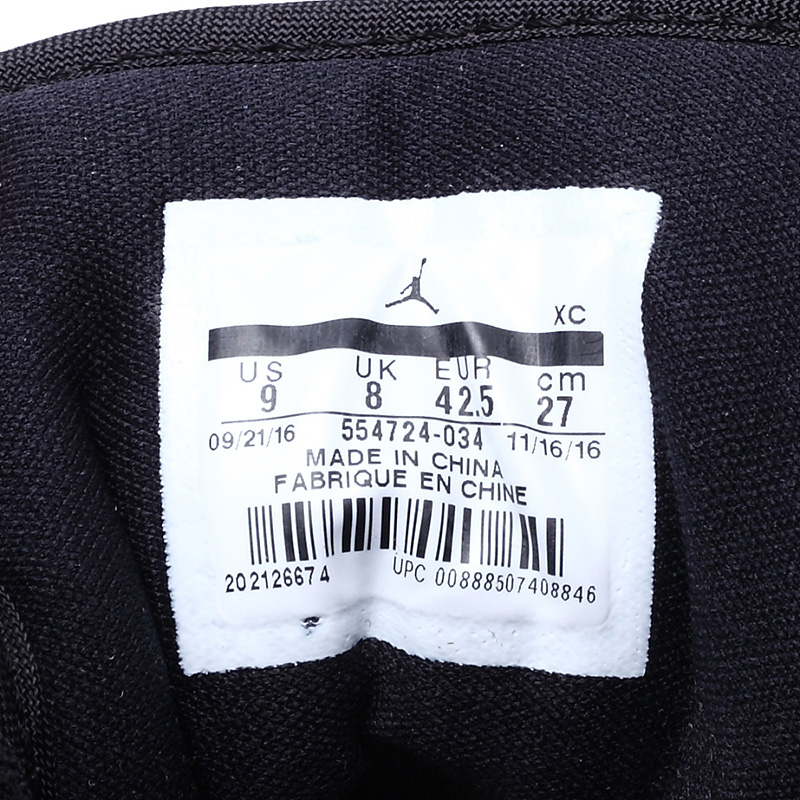 XC
US UK EUR cm
9 8 42.5 27
09/21/16 554724-034 11/16/16
MADE IN CHINA
FABRIQUE EN CHINE
202126674 UPC 00888507408846